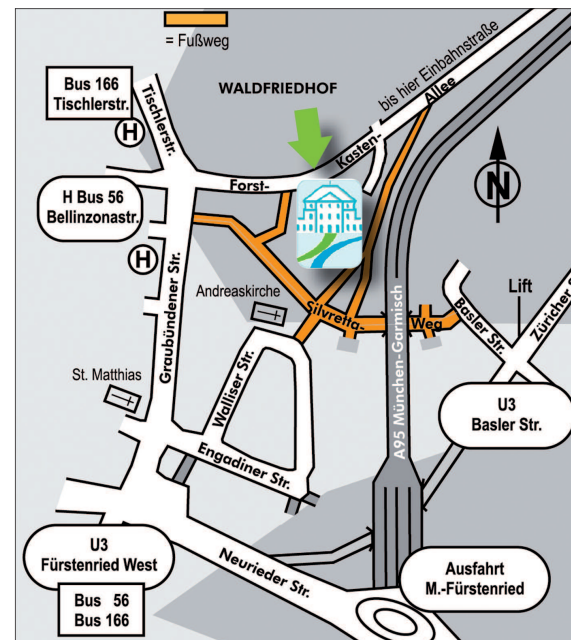 = Fußweg
bis hier Einbahnstraße
WALDFRIEDHOF
Bus 166
Tischlerstr.
Tischlerstr.
H
Forst-
Kasten-
Allee
N
H Bus 56
Bellinzonastr.
H
Graubündener Str.
Andreaskirche
Silvretta-
Weg
Basler Str.
Lift
Züricher S
St. Matthias
Walliser Str.
A95 München-Garmisch
U3
Basler Str.
Engadiner Str.
U3
Fürstenried West
Neurieder Str.
Ausfahrt
M.-Fürstenried
Bus 56
Bus 166